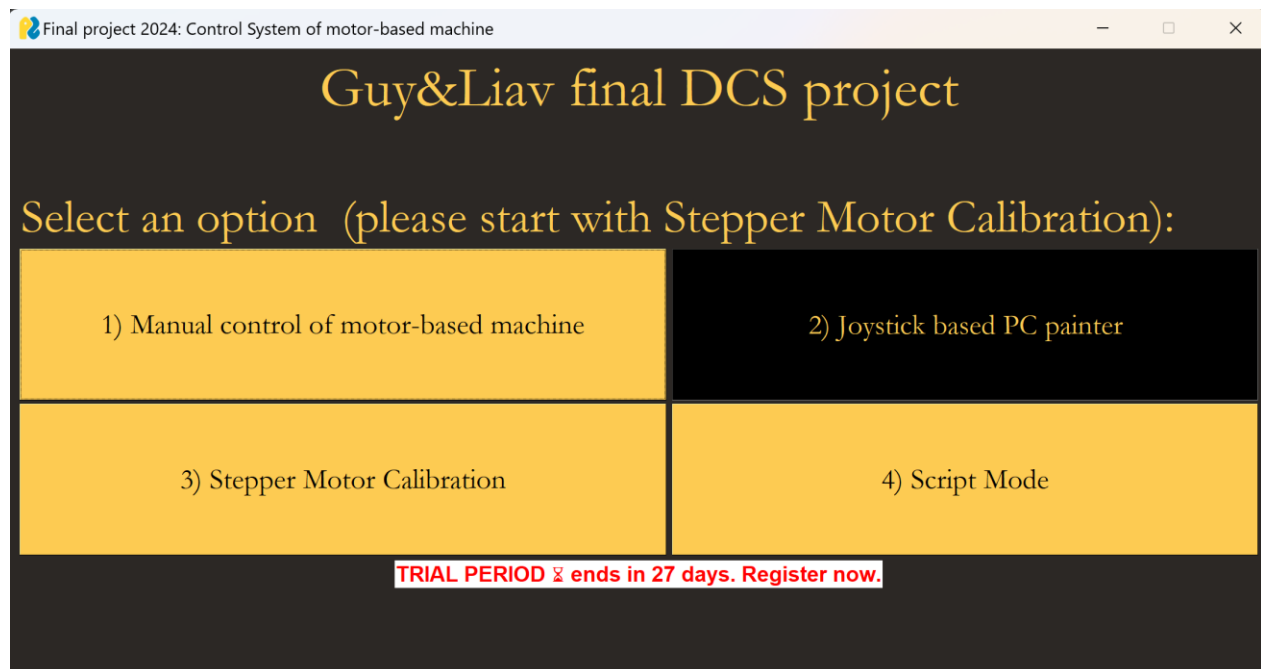 Final project 2024: Control System of motor-based machine
Guy&Liav final DCS project
Select an option  (please start with Stepper Motor Calibration):
1) Manual control of motor-based machine
2) Joystick based PC painter
3) Stepper Motor Calibration
4) Script Mode
TRIAL PERIOD ⏳ ends in 27 days. Register now.